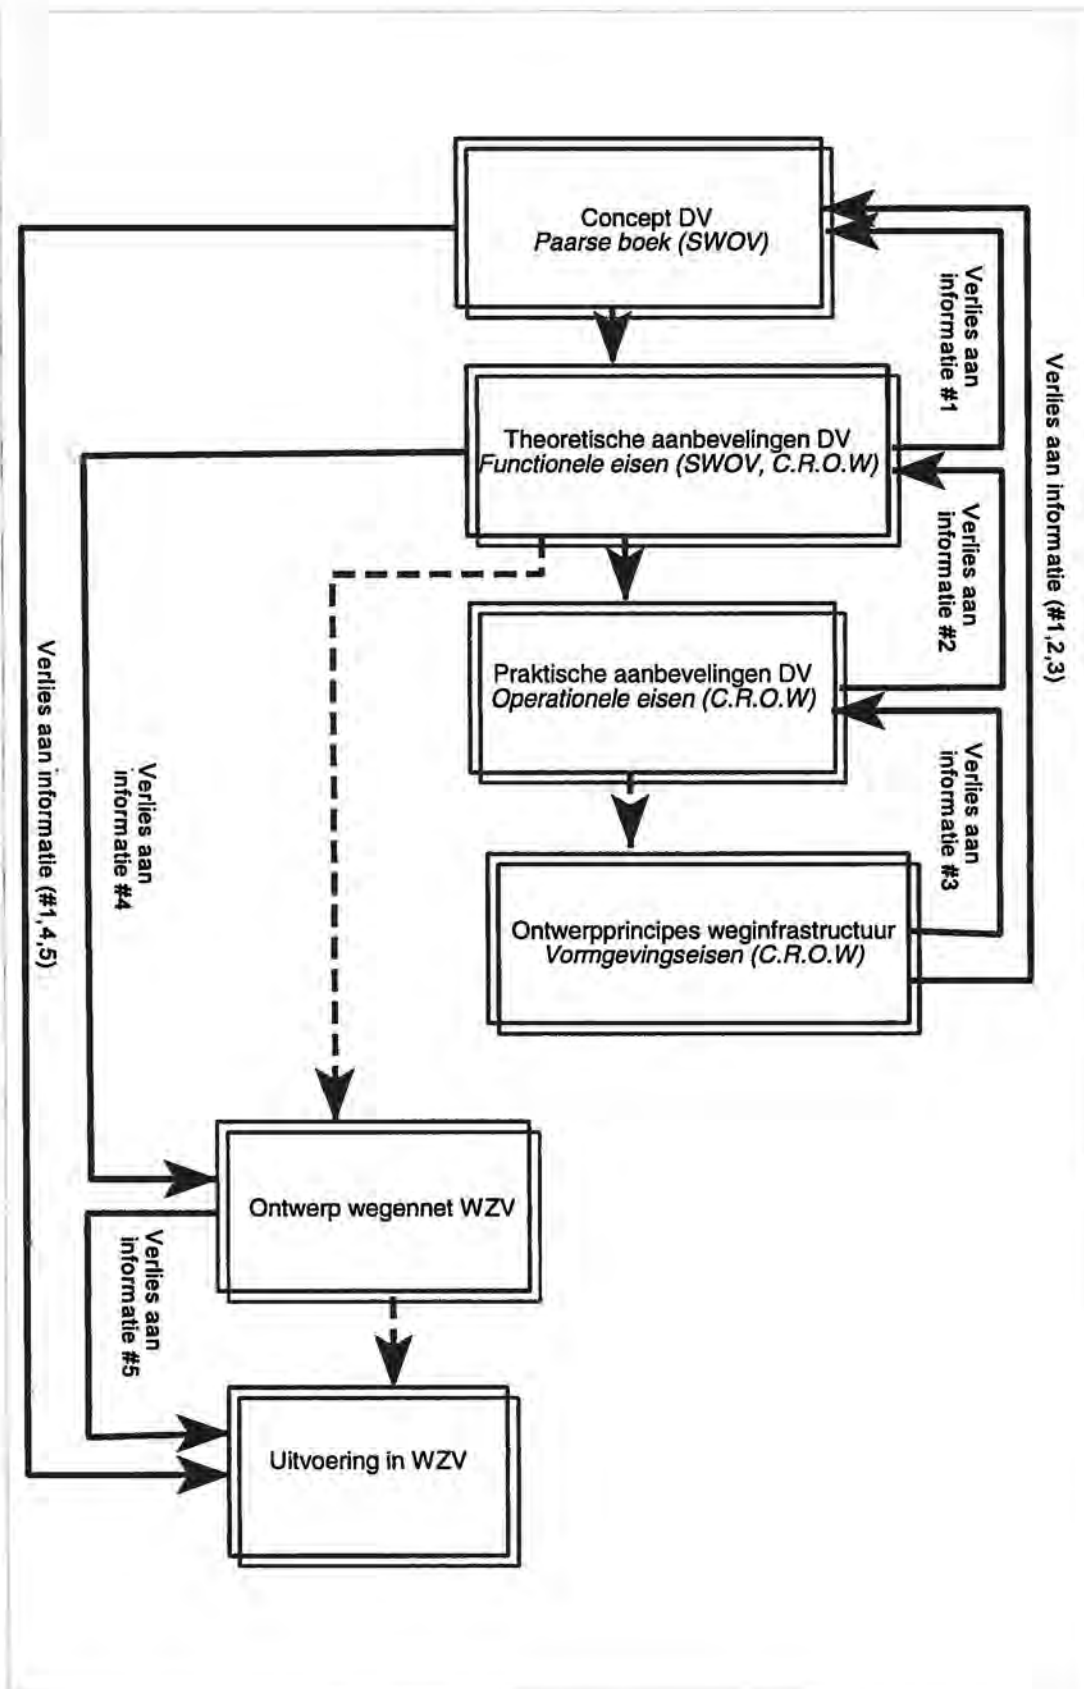 Concept DV
Paarse boek (SWOV)
Verlies aan
informatie #1
Verlies aan informatie (#1,2,3)
Theoretische aanbevelingen DV
Functionele eisen (SWOV, C.R.O.W)
Verlies aan
informatie #2
Praktische aanbevelingen DV
Operationele eisen (C.R.O.W)
Verlies aan
informatie #3
Ontwerpprincipes weginfrastructuur
Vormgevingseisen (C.R.O.W)
Verlies aan informatie (#1,4,5)
Verlies aan
informatie #4
Ontwerp wegennet WZV
Verlies aan
informatie #5
Uitvoering in WZV